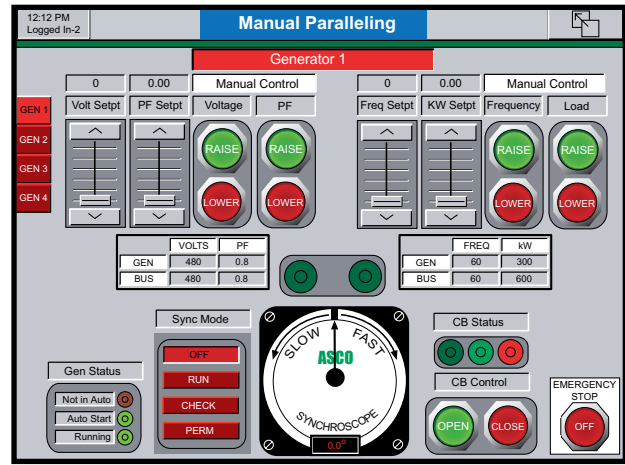 12:12 PM
Logged In-2
Manual Paralleling
Generator 1
0 0.00 Manual Control 0 0.00 Manual Control
Volt Setpt PF Setpt Voltage PF Freq Setpt KW Setpt Frequency Load
GEN 1
GEN 2
GEN 3
GEN 4
RAISE RAISE RAISE RAISE
LOWER LOWER LOWER LOWER
VOLTS PF
GEN 480 0.8
BUS 480 0.8
FREQ kW
GEN 60 300
BUS 60 600
Sync Mode
OFF
RUN
CHECK
PERM
SLOW FAST
ASCO
SYNCHROSCOPE
0.0°
Gen Status
Not in Auto
Auto Start
Running
CB Status
CB Control
OPEN CLOSE
EMERGENCY
STOP
OFF